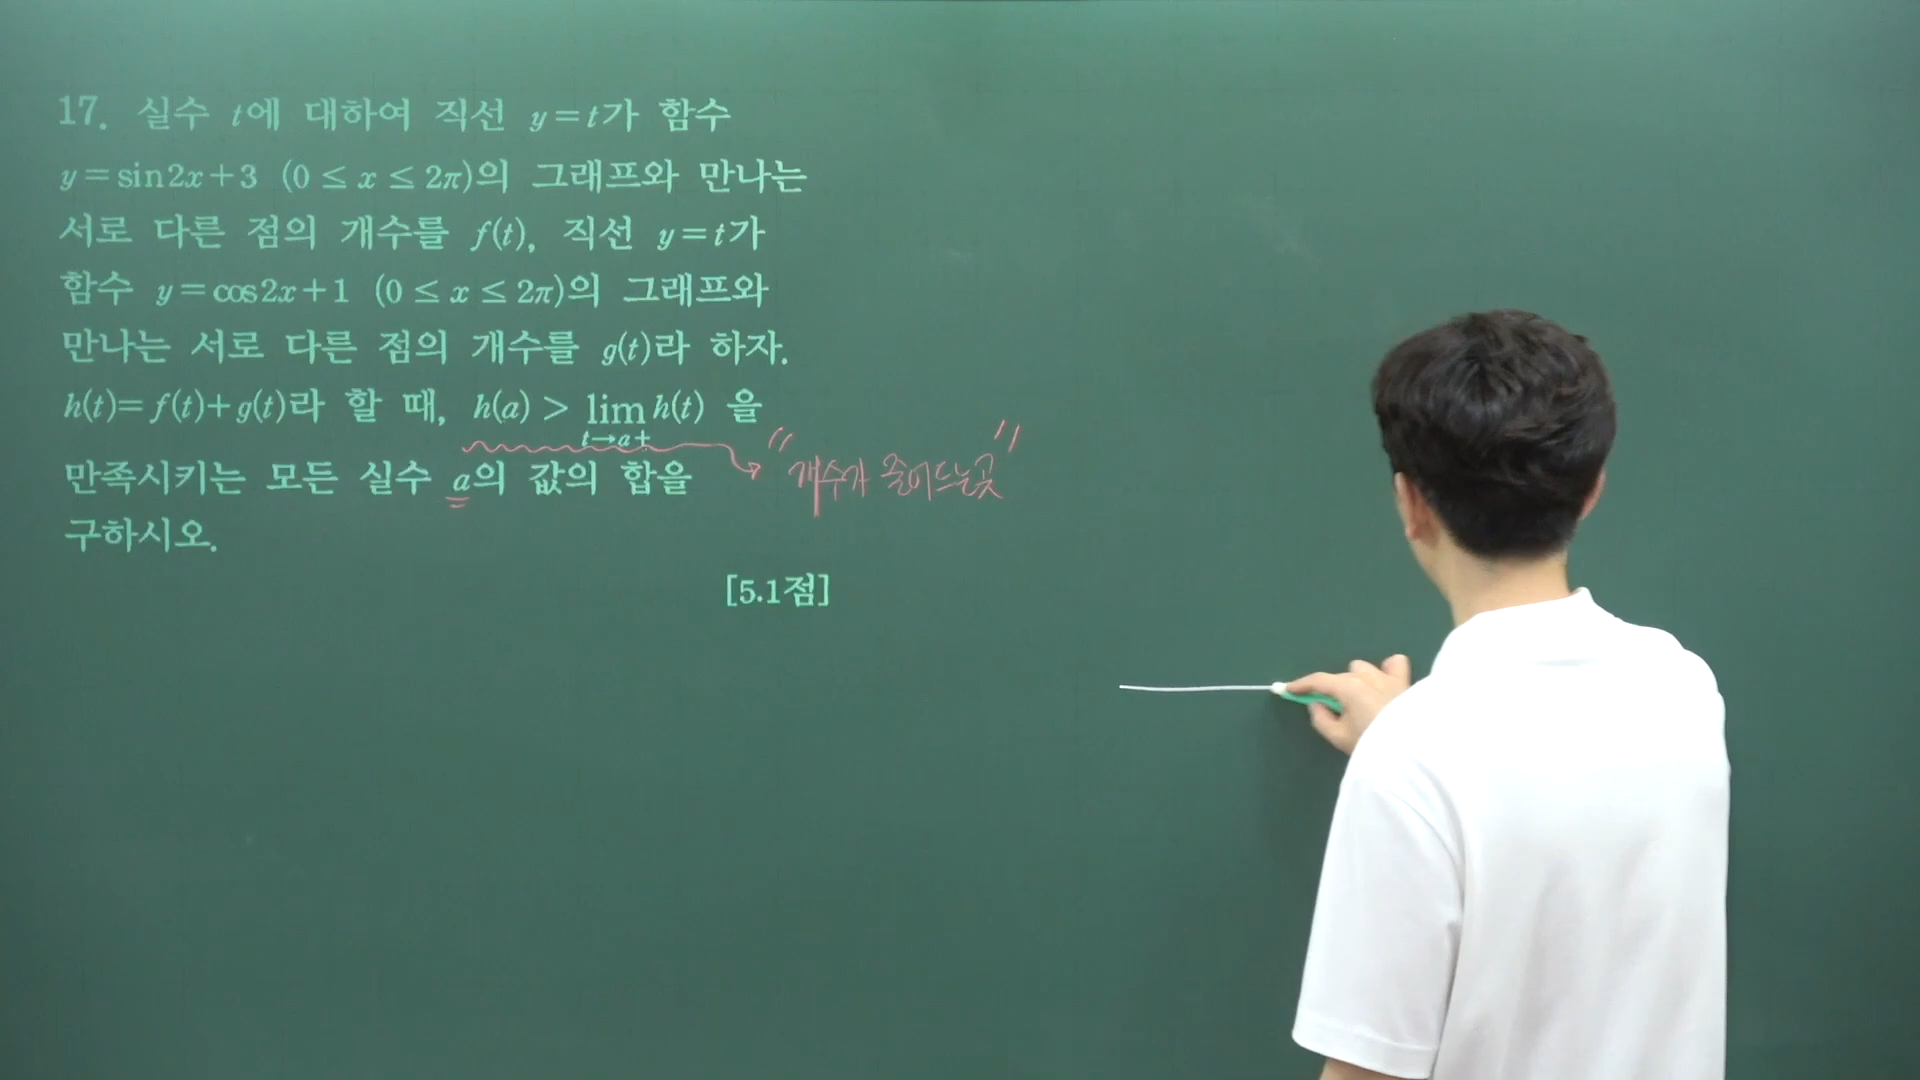 17. 실수 t에 대하여 직선 y=t가 함수
y=sin2x+3 (0≤x≤2π)의 그래프와 만나는
서로 다른 점의 개수를 f(t), 직선 y=t가
함수 y=cos2x+1 (0≤x≤2π)의 그래프와
만나는 서로 다른 점의 개수를 g(t)라 하자.
h(t)=f(t)+g(t)라 할 때, h(a)>lim h(t) 을
t→a+
만족시키는 모든 실수 a의 값의 합을
"개수가 줄어드는곳"
구하시오.
[5.1점]